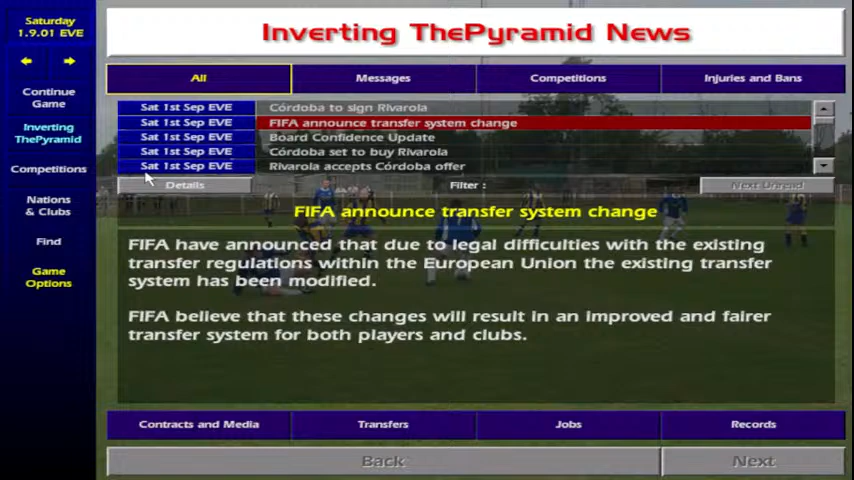 Saturday
1.9.01 EVE
Continue
Game
Inverting
ThePyramid
Competitions
Nations
& Clubs
Find
Game
Options
Inverting ThePyramid News
All Messages Competitions Injuries and Bans
Sat 1st Sep EVE Córdoba to sign Rivarola
Sat 1st Sep EVE FIFA announce transfer system change
Sat 1st Sep EVE Board Confidence Update
Sat 1st Sep EVE Córdoba set to buy Rivarola
Sat 1st Sep EVE Rivarola accepts Córdoba offer
Details Filter : Next Unread
FIFA announce transfer system change
FIFA have announced that due to legal difficulties with the existing
transfer regulations within the European Union the existing transfer
system has been modified.
FIFA believe that these changes will result in an improved and fairer
transfer system for both players and clubs.
Contracts and Media Transfers Jobs Records
Back Next